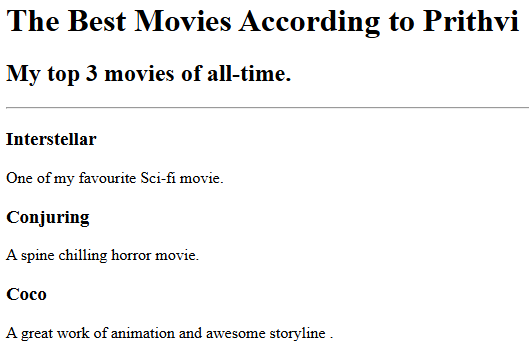 The Best Movies According to Prithvi
My top 3 movies of all-time.
Interstellar
One of my favourite Sci-fi movie.
Conjuring
A spine chilling horror movie.
Coco
A great work of animation and awesome storyline .